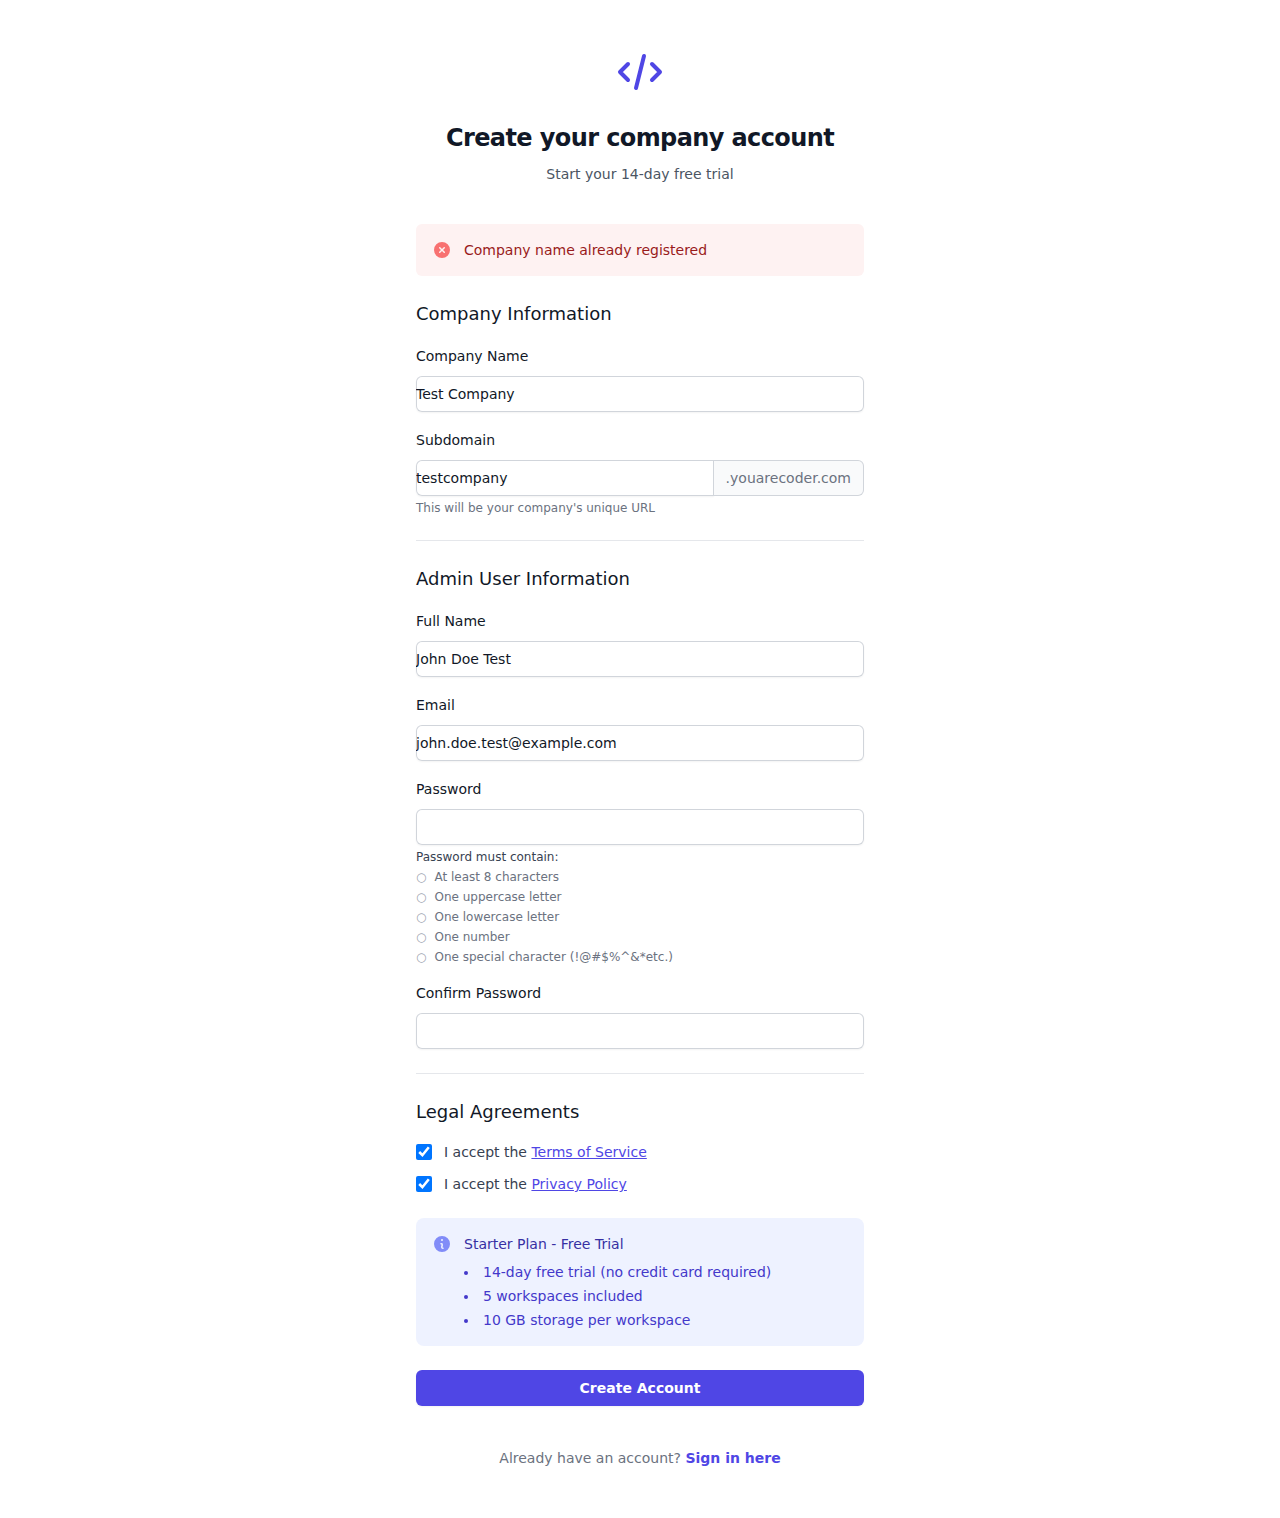 Create your company account
Start your 14-day free trial
Company name already registered
Company Information
Company Name
Test Company
Subdomain
testcompany .youarecoder.com
This will be your company's unique URL
Admin User Information
Full Name
John Doe Test
Email
john.doe.test@example.com
Password
Password must contain:
○ At least 8 characters
○ One uppercase letter
○ One lowercase letter
○ One number
○ One special character (!@#$%^&*etc.)
Confirm Password
Legal Agreements
I accept the Terms of Service
I accept the Privacy Policy
Starter Plan - Free Trial
• 14-day free trial (no credit card required)
• 5 workspaces included
• 10 GB storage per workspace
Create Account
Already have an account? Sign in here